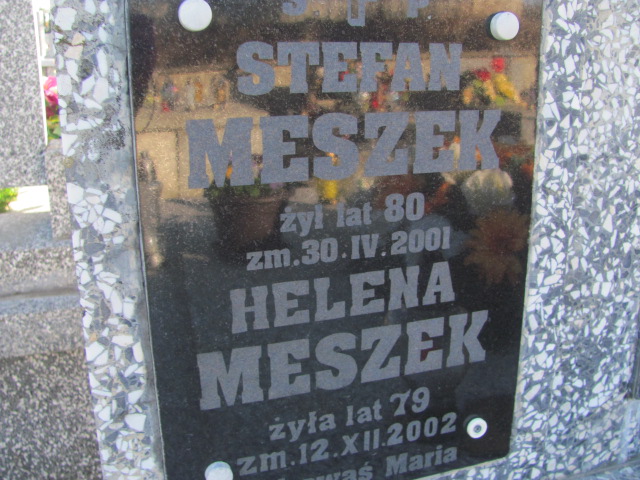 Ś P
STEFAN
MESZEK
żył lat 80
zm.30.IV.2001
HELENA
MESZEK
żyła lat 79
zm.12.XII.2002
Maria